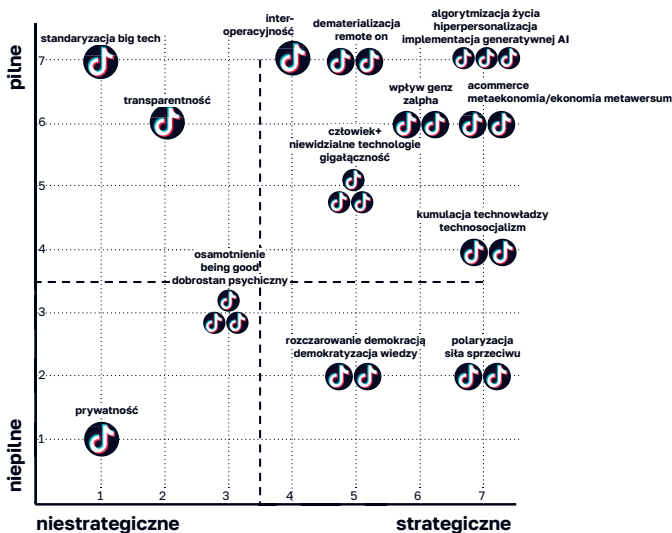 algorytmizacja życia
hiperpersonalizacja
implementacja generatywnej AI
inter-
operacyjność
dematerializacja
remote on
standaryzacja big tech
pilne
7
wpływ genz
zalpha
acommerce
metaekonomia/ekonomia metawersum
transparentność
6
człowiek+
niewidzialne technologie
gigałączność
5
kumulacja technowładzy
technosocjalizm
4
osamotnienie
being good
dobrostan psychiczny
3
rozczarowanie demokracją
demokratyzacja wiedzy
polaryzacja
siła sprzeciwu
2
prywatność
1
niepilne
1 2 3 4 5 6 7
niestrategiczne strategiczne